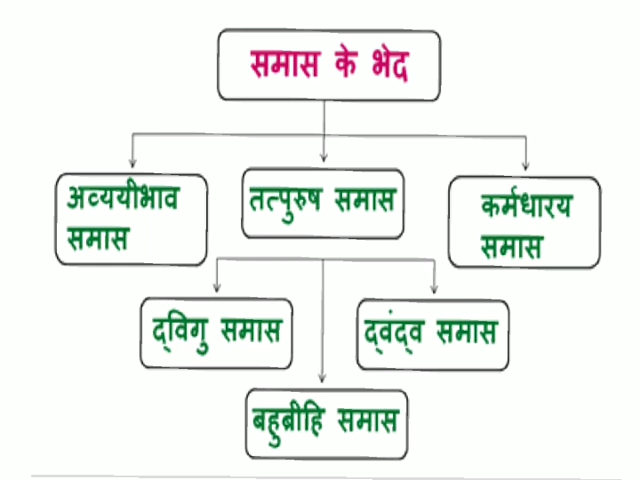 समास के भेद
अव्ययीभाव
समास
तत्पुरुष समास
कर्मधारय
समास
द्‌विगु समास
द्‌वंद्‌व समास
बहुब्रीहि समास